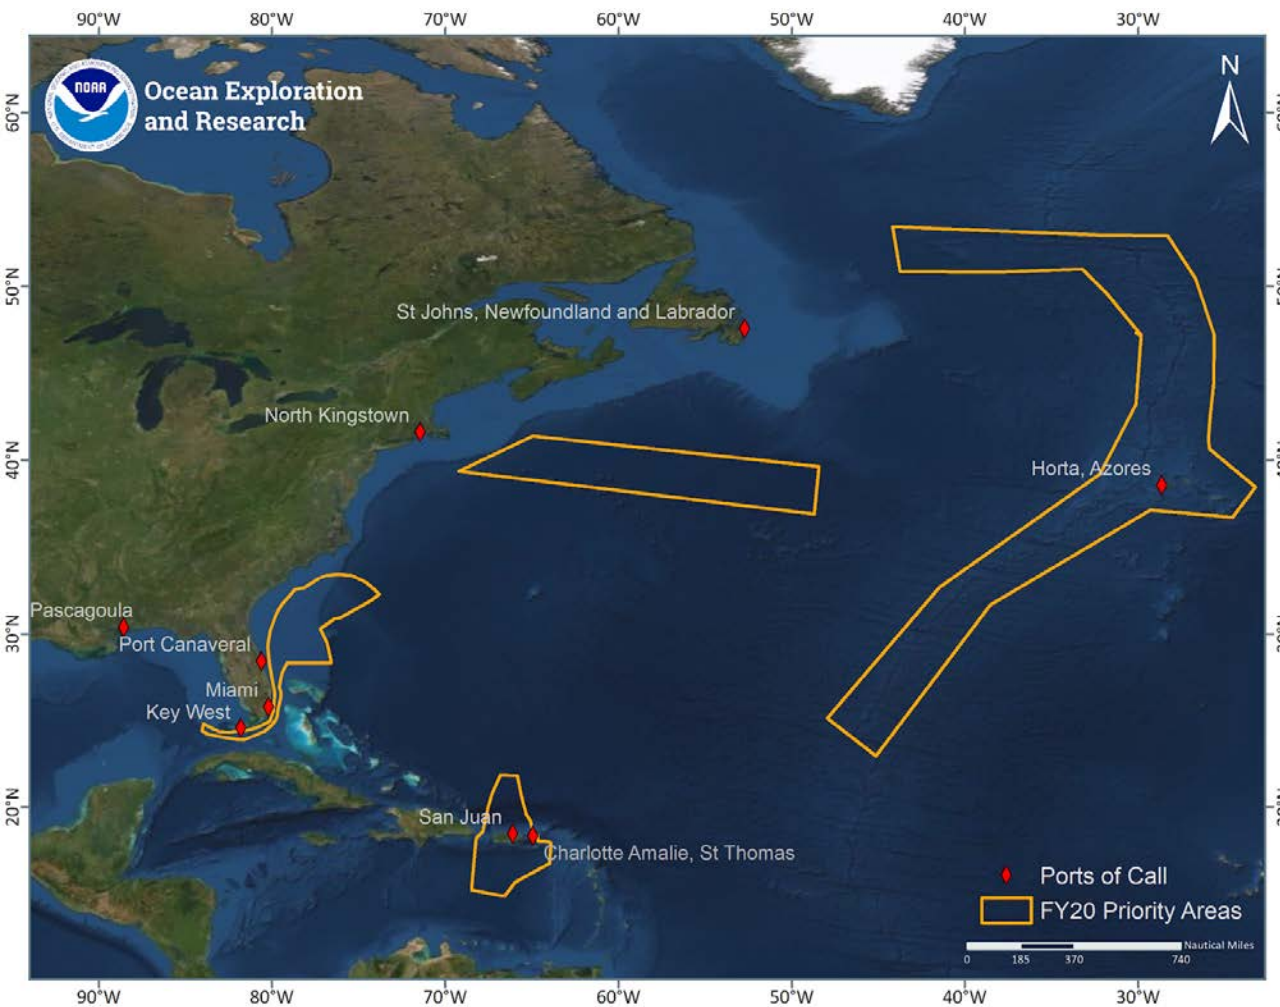 90°W 80°W 70°W 60°W 50°W 40°W 30°W
NOAA
Ocean Exploration
and Research
N
60°N
50°N
St Johns, Newfoundland and Labrador
North Kingstown
40°N
Horta, Azores
Pascagoula
30°N
Port Canaveral
Miami
Key West
20°N
San Juan
Charlotte Amalie, St Thomas
Ports of Call
FY20 Priority Areas
Nautical Miles
0 185 370 740
90°W 80°W 70°W 60°W 50°W 40°W 30°W